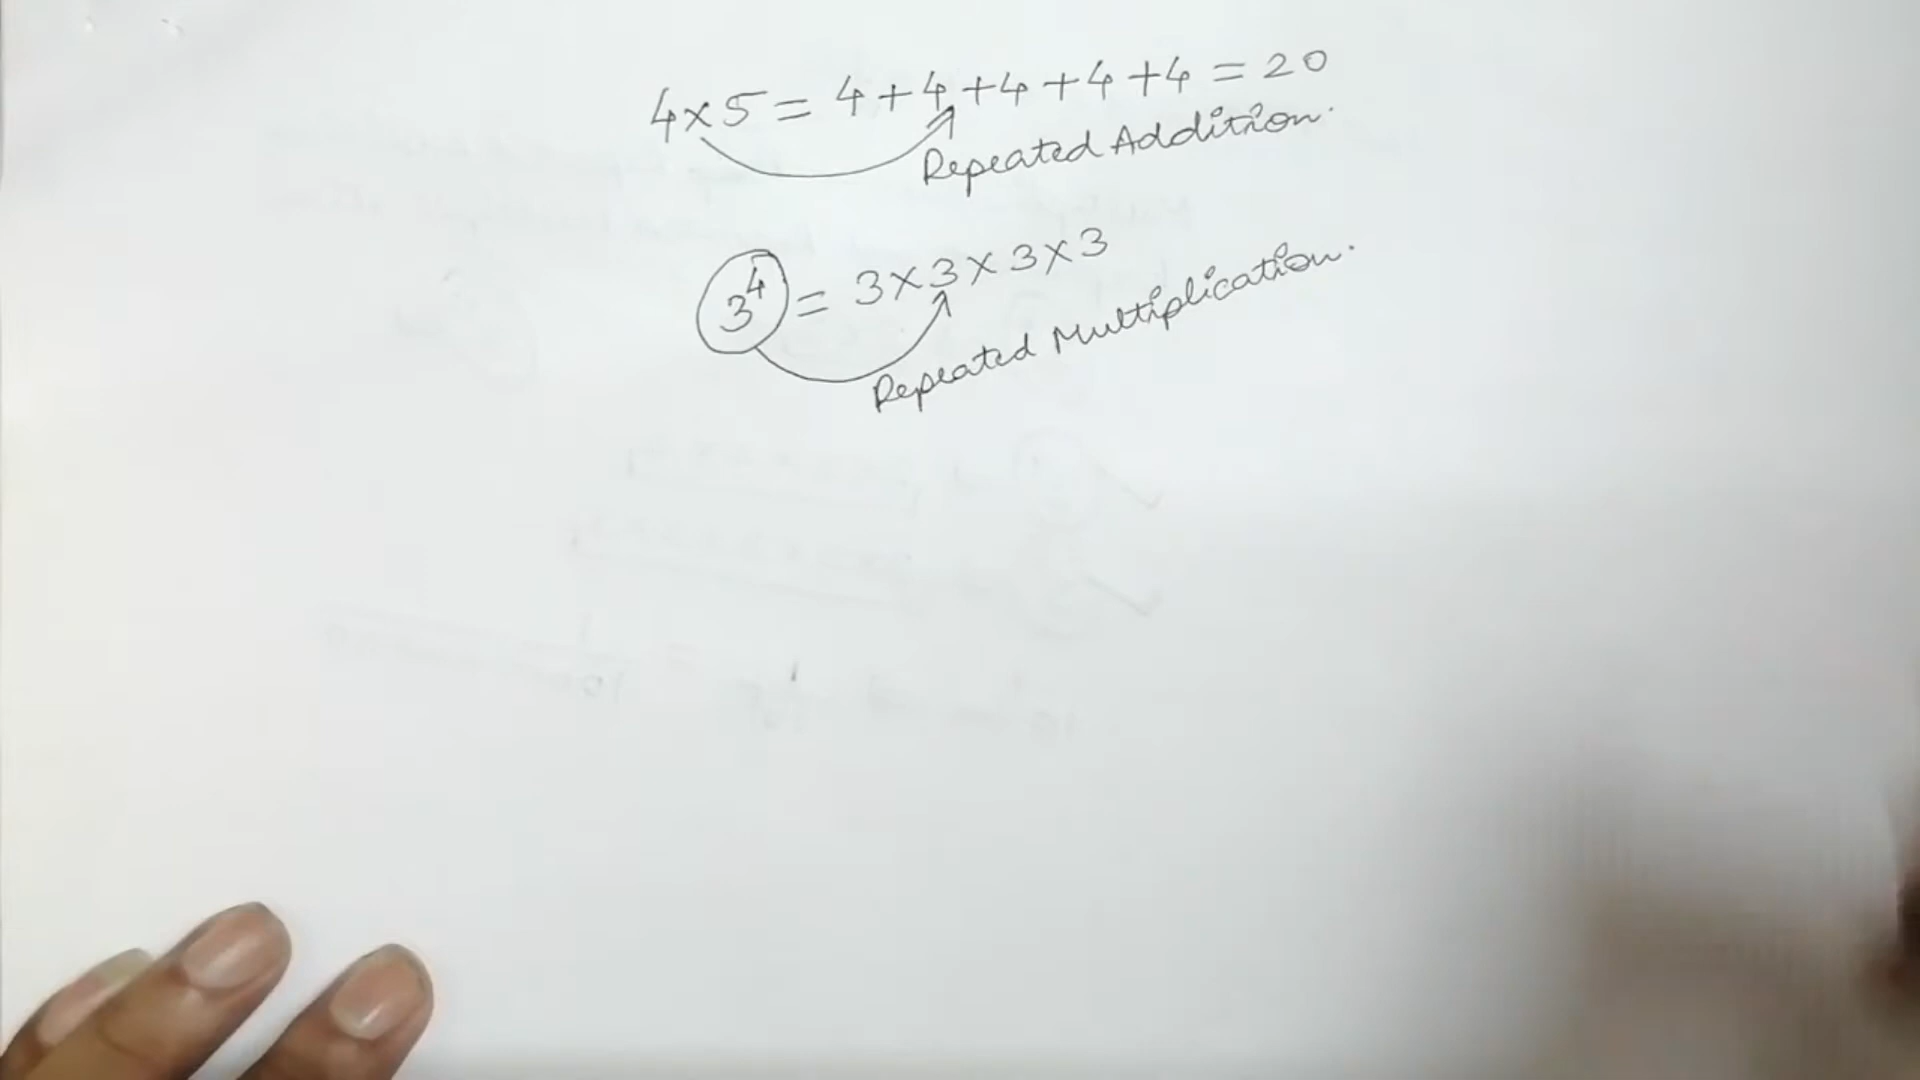 4×5 = 4+4+4+4+4 = 20
Repeated Addition.
3⁴ = 3×3×3×3
Repeated Multiplication.